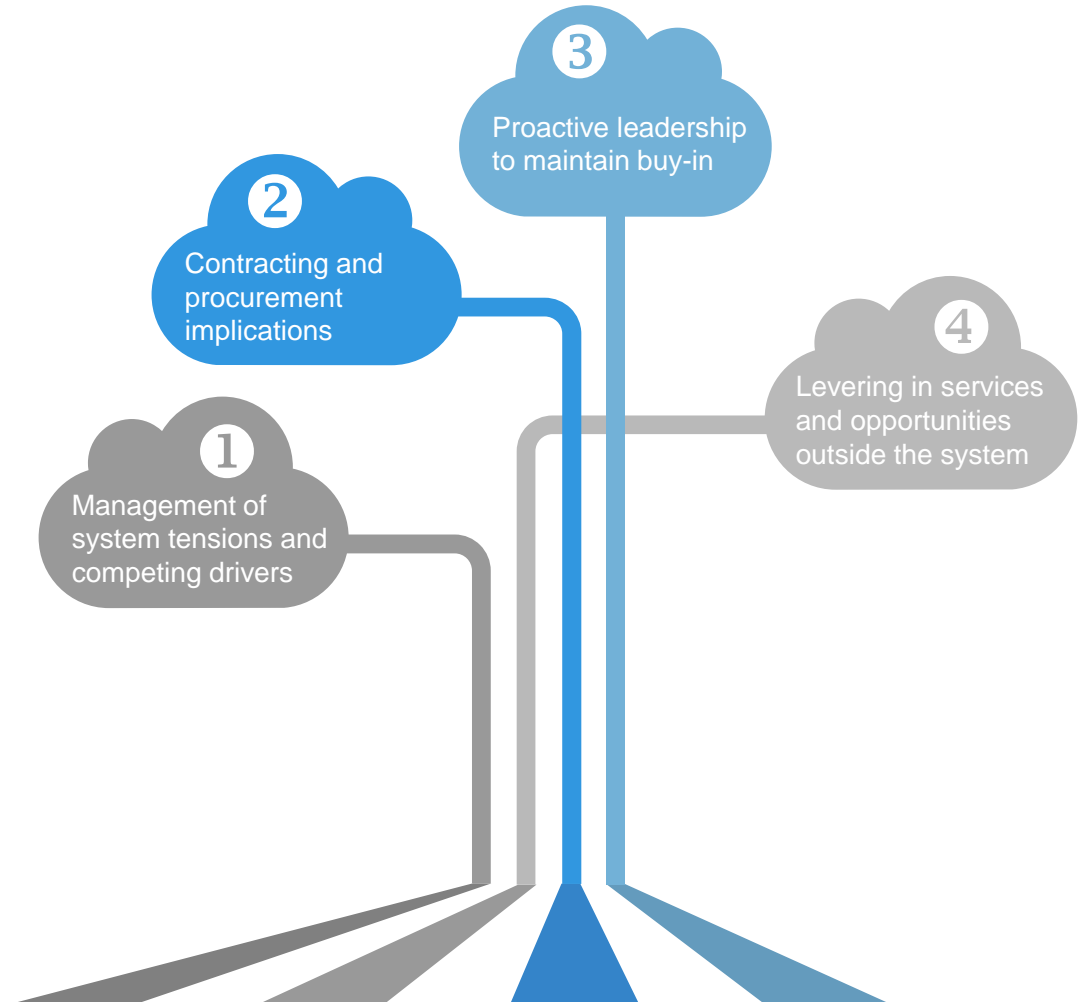 1
Management of
system tensions and
competing drivers
2
Contracting and
procurement
implications
3
Proactive leadership
to maintain buy-in
4
Levering in services
and opportunities
outside the system